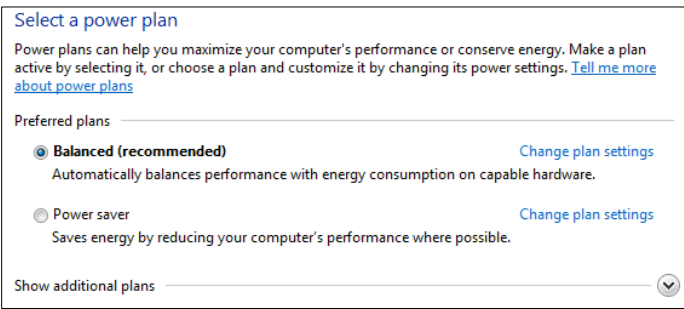 Select a power plan
Power plans can help you maximize your computer's performance or conserve energy. Make a plan
active by selecting it, or choose a plan and customize it by changing its power settings. Tell me more
about power plans
Preferred plans
Balanced (recommended) Change plan settings
Automatically balances performance with energy consumption on capable hardware.
Power saver Change plan settings
Saves energy by reducing your computer's performance where possible.
Show additional plans